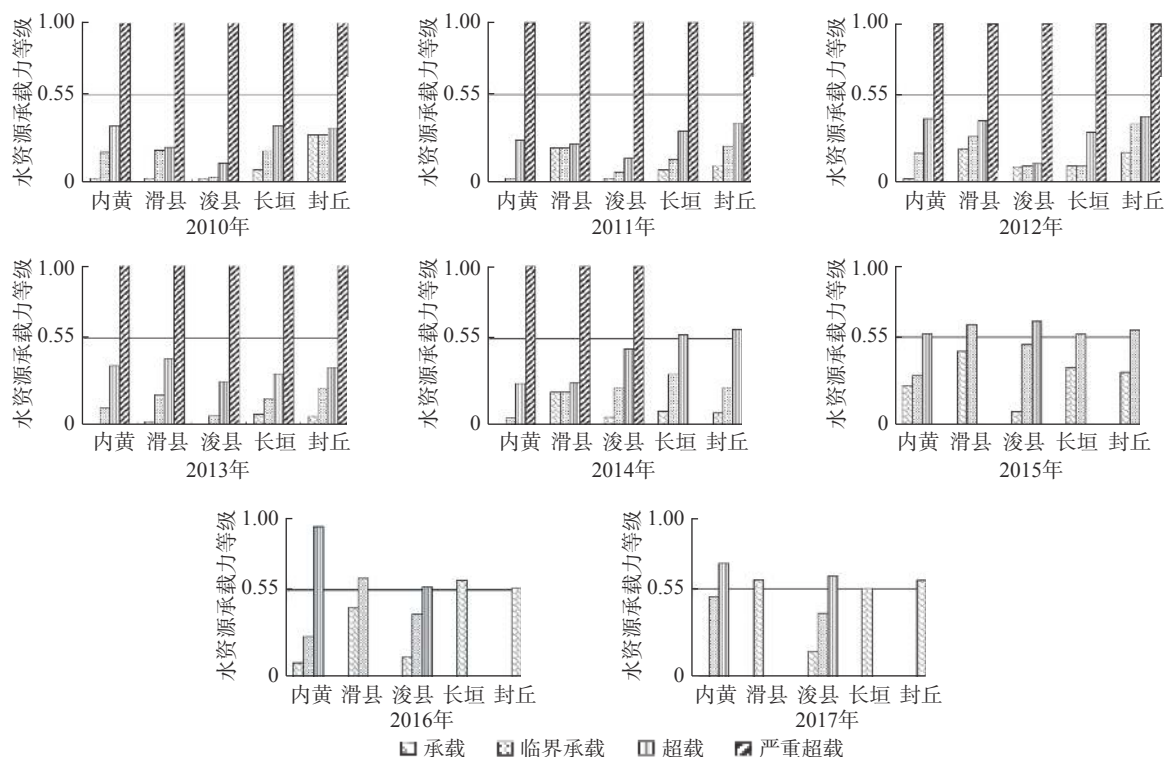 水资源承载力等级
1.00
0.55
0
内黄 滑县 浚县 长垣 封丘
2010年
水资源承载力等级
1.00
0.55
0
内黄 滑县 浚县 长垣 封丘
2011年
水资源承载力等级
1.00
0.55
0
内黄 滑县 浚县 长垣 封丘
2012年
水资源承载力等级
1.00
0.55
0
内黄 滑县 浚县 长垣 封丘
2013年
水资源承载力等级
1.00
0.55
0
内黄 滑县 浚县 长垣 封丘
2014年
水资源承载力等级
1.00
0.55
0
内黄 滑县 浚县 长垣 封丘
2015年
水资源承载力等级
1.00
0.55
0
内黄 滑县 浚县 长垣 封丘
2016年
水资源承载力等级
1.00
0.55
0
内黄 滑县 浚县 长垣 封丘
2017年
承载 临界承载 超载 严重超载